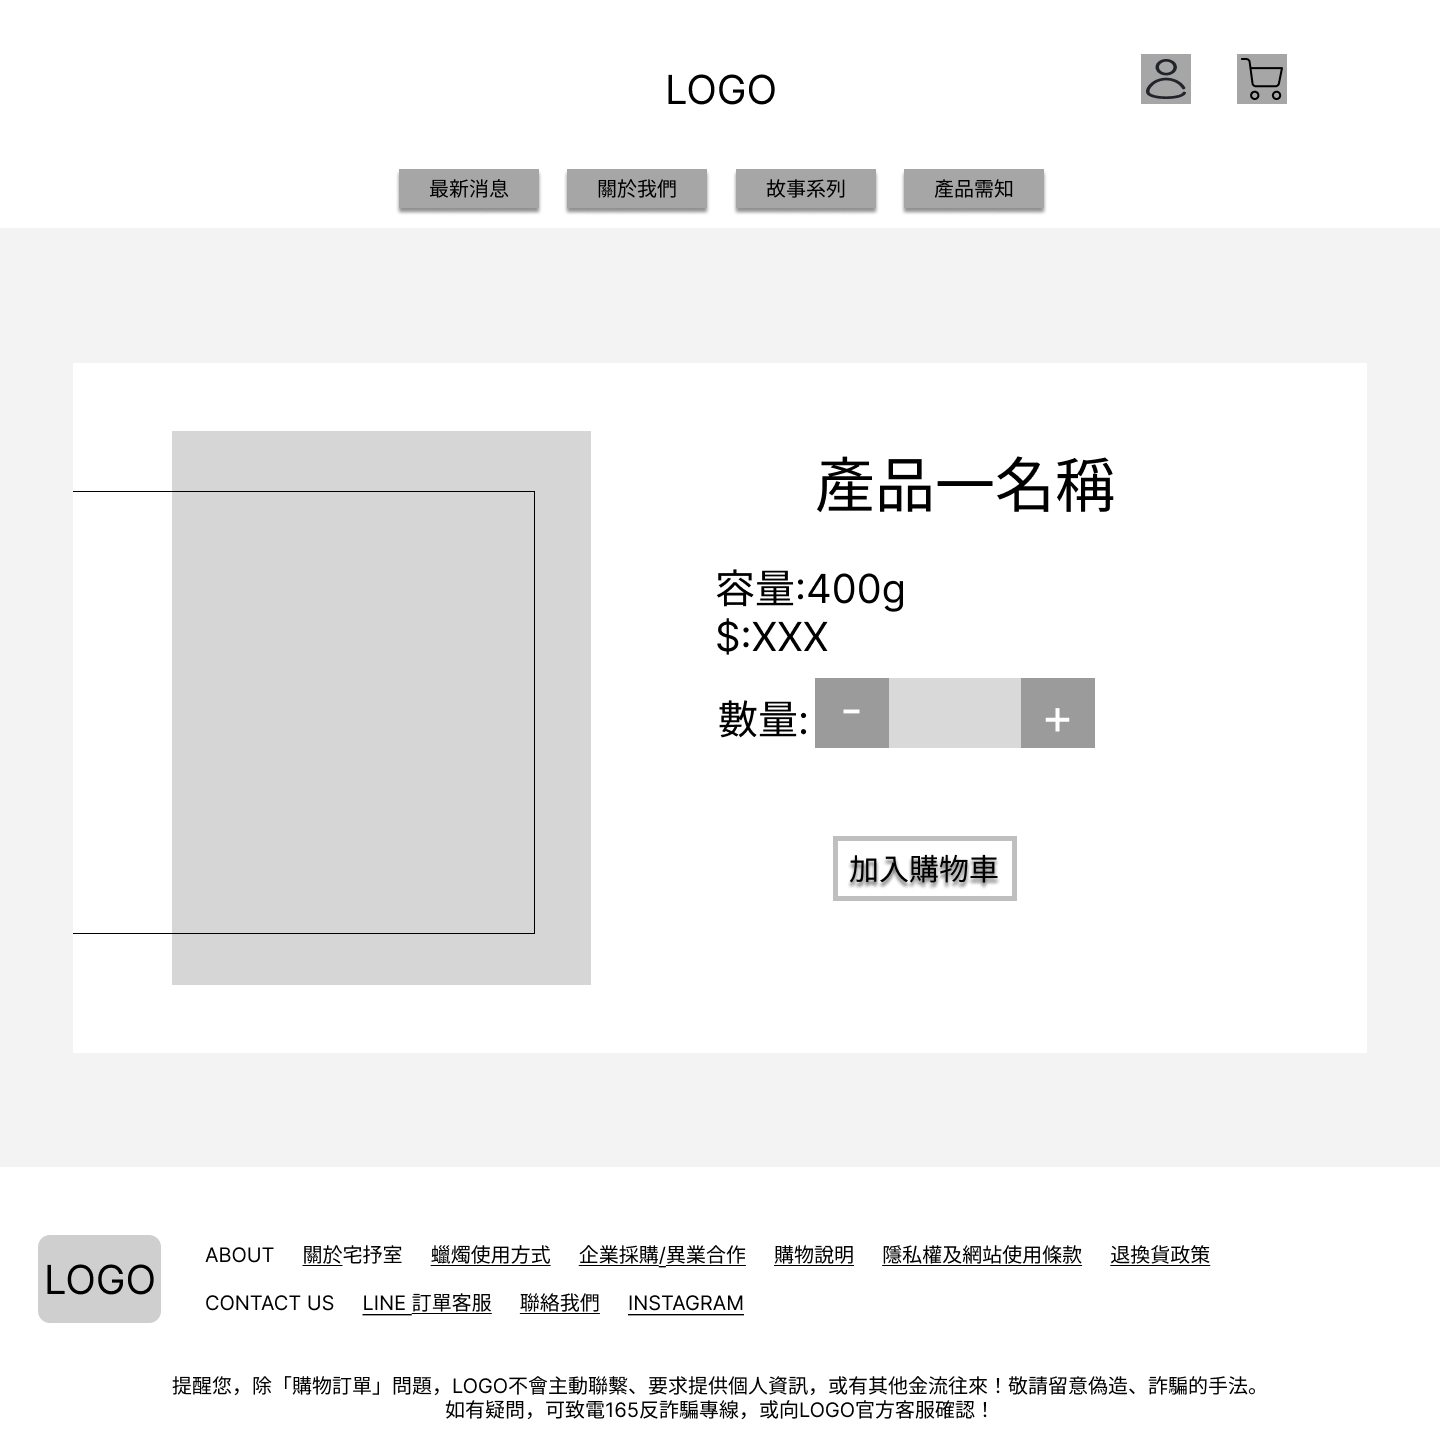 LOGO
最新消息 關於我們 故事系列 產品需知
產品一名稱
容量:400g
$:XXX
數量: - +
加入購物車
LOGO
ABOUT 關於宅抒室 蠟燭使用方式 企業採購/異業合作 購物說明 隱私權及網站使用條款 退換貨政策
CONTACT US LINE 訂單客服 聯絡我們 INSTAGRAM
提醒您，除「購物訂單」問題，LOGO不會主動聯繫、要求提供個人資訊，或有其他金流往來！敬請留意偽造、詐騙的手法。
如有疑問，可致電165反詐騙專線，或向LOGO官方客服確認！